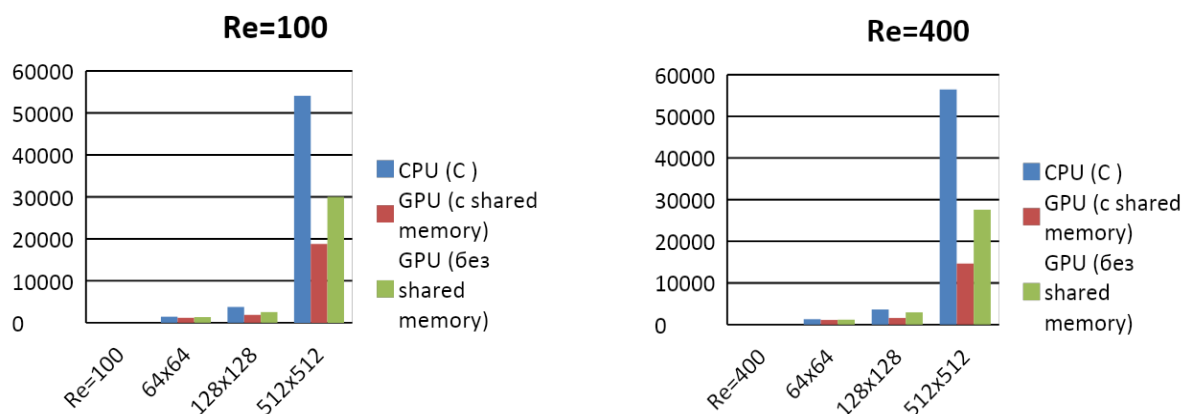 Re=100
60000
50000
40000
30000
20000
10000
0
Re=100
64x64
128x128
512x512
CPU (C )
GPU (с shared
memory)
GPU (без
shared
memory)
Re=400
60000
50000
40000
30000
20000
10000
0
Re=400
64x64
128x128
512x512
CPU (C )
GPU (с shared
memory)
GPU (без
shared
memory)